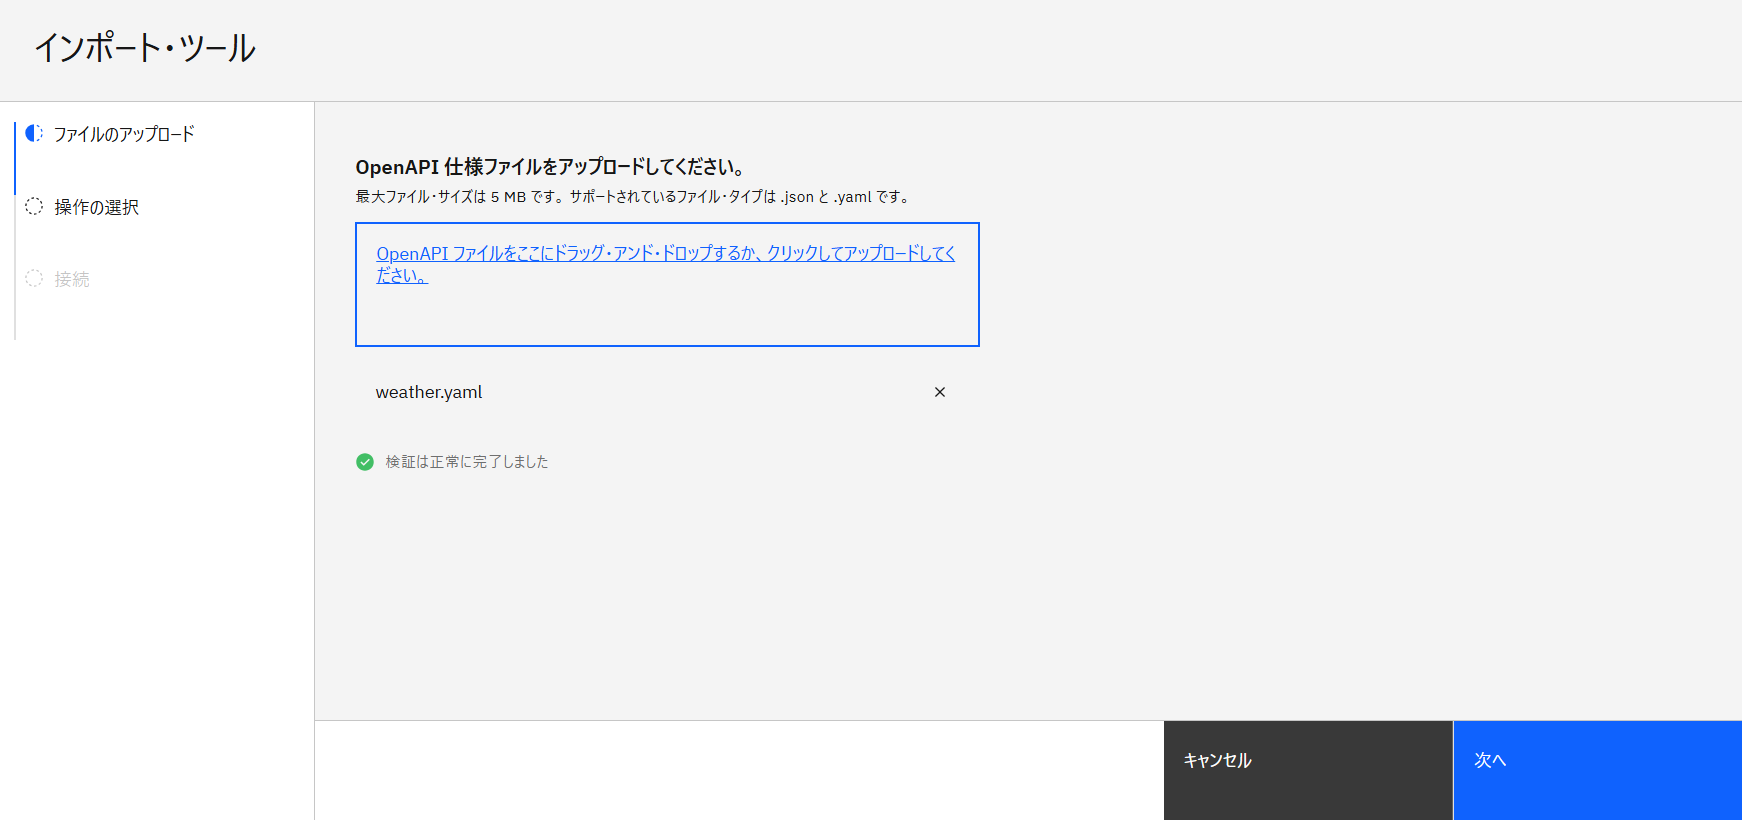 インポート・ツール
ファイルのアップロード
操作の選択
接続
OpenAPI 仕様ファイルをアップロードしてください。
最大ファイル・サイズは 5 MB です。 サポートされているファイル・タイプは .json と .yaml です。
OpenAPI ファイルをここにドラッグ・アンド・ドロップするか、クリックしてアップロードしてく
ださい。
weather.yaml
検証は正常に完了しました
キャンセル
次へ